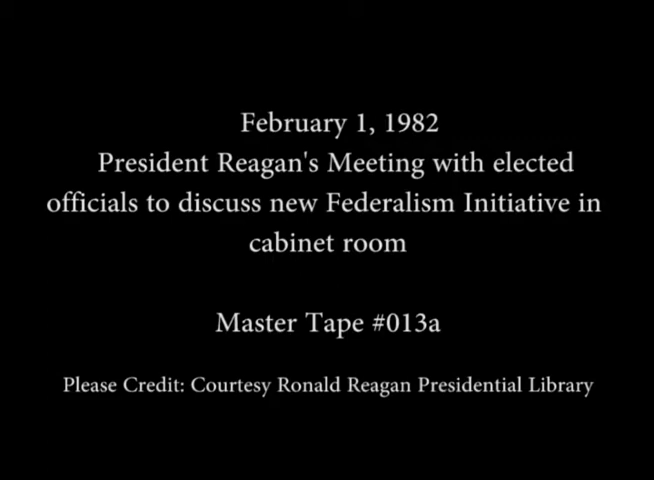 February 1, 1982
President Reagan's Meeting with elected
officials to discuss new Federalism Initiative in
cabinet room
Master Tape #013a
Please Credit: Courtesy Ronald Reagan Presidential Library